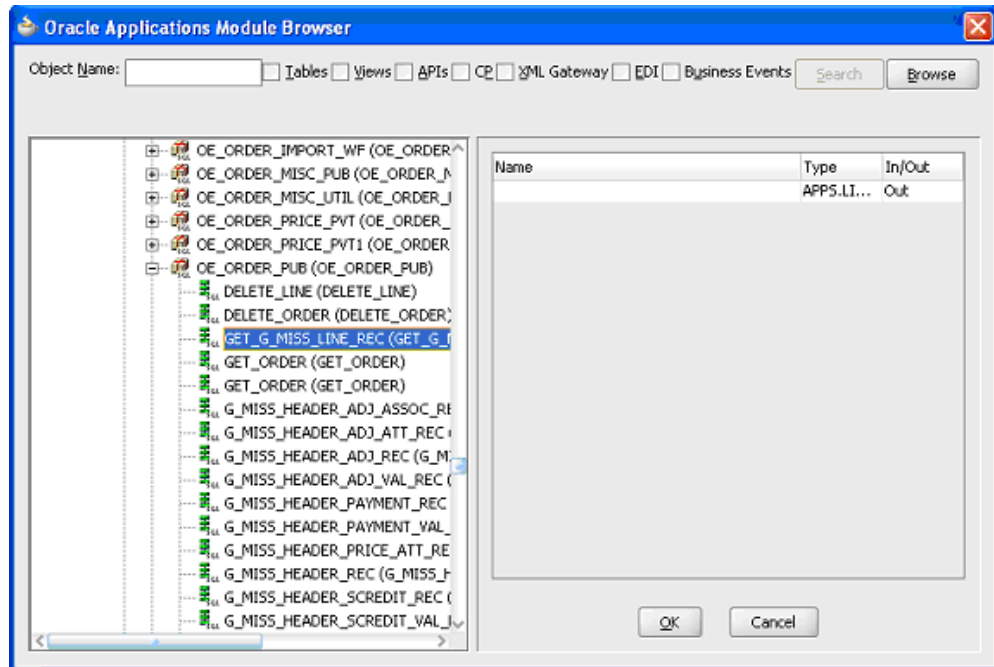 Oracle Applications Module Browser
Object Name: Tables Views APIs CP XML Gateway EDI Business Events Search Browse
OE_ORDER_IMPORT_WF (OE_ORDER
OE_ORDER_MISC_PUB (OE_ORDER_M
OE_ORDER_MISC_UTIL (OE_ORDER_
OE_ORDER_PRICE_PVT (OE_ORDER_
OE_ORDER_PRICE_PVT1 (OE_ORDER
OE_ORDER_PUB (OE_ORDER_PUB)
DELETE_LINE (DELETE_LINE)
DELETE_ORDER (DELETE_ORDER)
GET_G_MISS_LINE_REC (GET_G_
GET_ORDER (GET_ORDER)
GET_ORDER (GET_ORDER)
G_MISS_HEADER_ADJ_ASSOC_RE
G_MISS_HEADER_ADJ_ATT_REC
G_MISS_HEADER_ADJ_REC (G_M
G_MISS_HEADER_ADJ_VAL_REC (
G_MISS_HEADER_PAYMENT_REC
G_MISS_HEADER_PAYMENT_VAL_
G_MISS_HEADER_PRICE_ATT_RE
G_MISS_HEADER_REC (G_MISS_H
G_MISS_HEADER_SCREDIT_REC (
G_MISS_HEADER_SCREDIT_VAL_
Name Type In/Out
APPS.LI... Out
OK Cancel